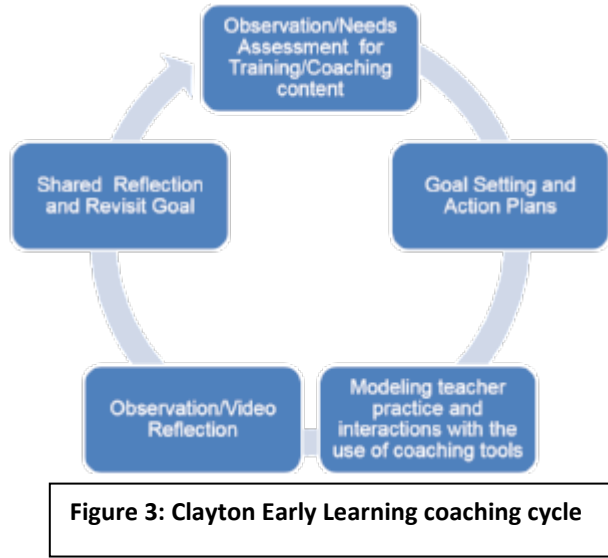 Observation/Needs
Assessment for
Training/Coaching
content
Goal Setting and
Action Plans
Modeling teacher
practice and
interactions with the
use of coaching tools
Observation/Video
Reflection
Shared Reflection
and Revisit Goal
Figure 3: Clayton Early Learning coaching cycle